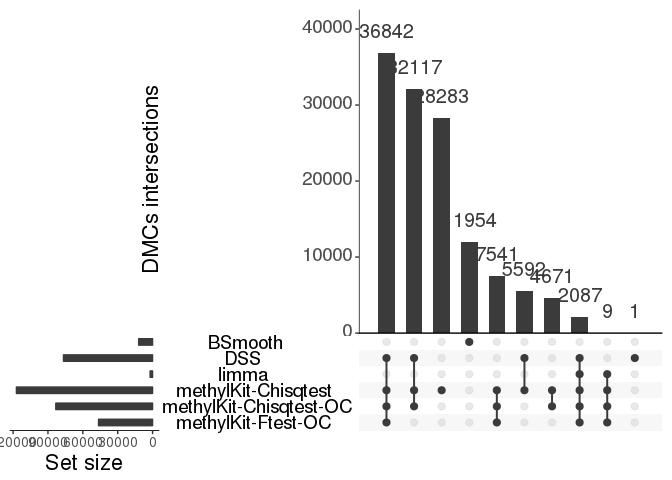 40000
30000
20000
10000
0
DMCs intersections
36842
32117
28283
1954
7541
5592
4671
2087
9
1
BSmooth
DSS
limma
methylKit-Chisqtest
methylKit-Chisqtest-OC
methylKit-Ftest-OC
20000 90000 60000 30000 0
Set size